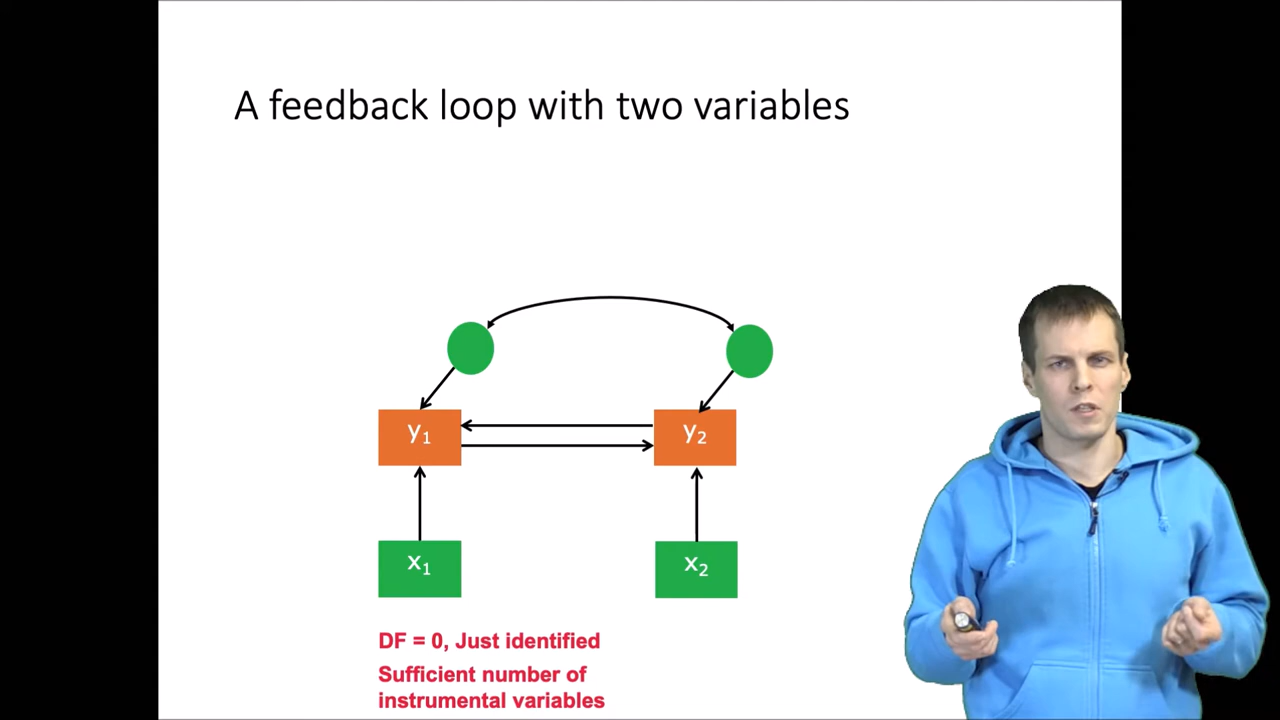 A feedback loop with two variables
y₁
y₂
x₁
x₂
DF = 0, Just identified
Sufficient number of
instrumental variables